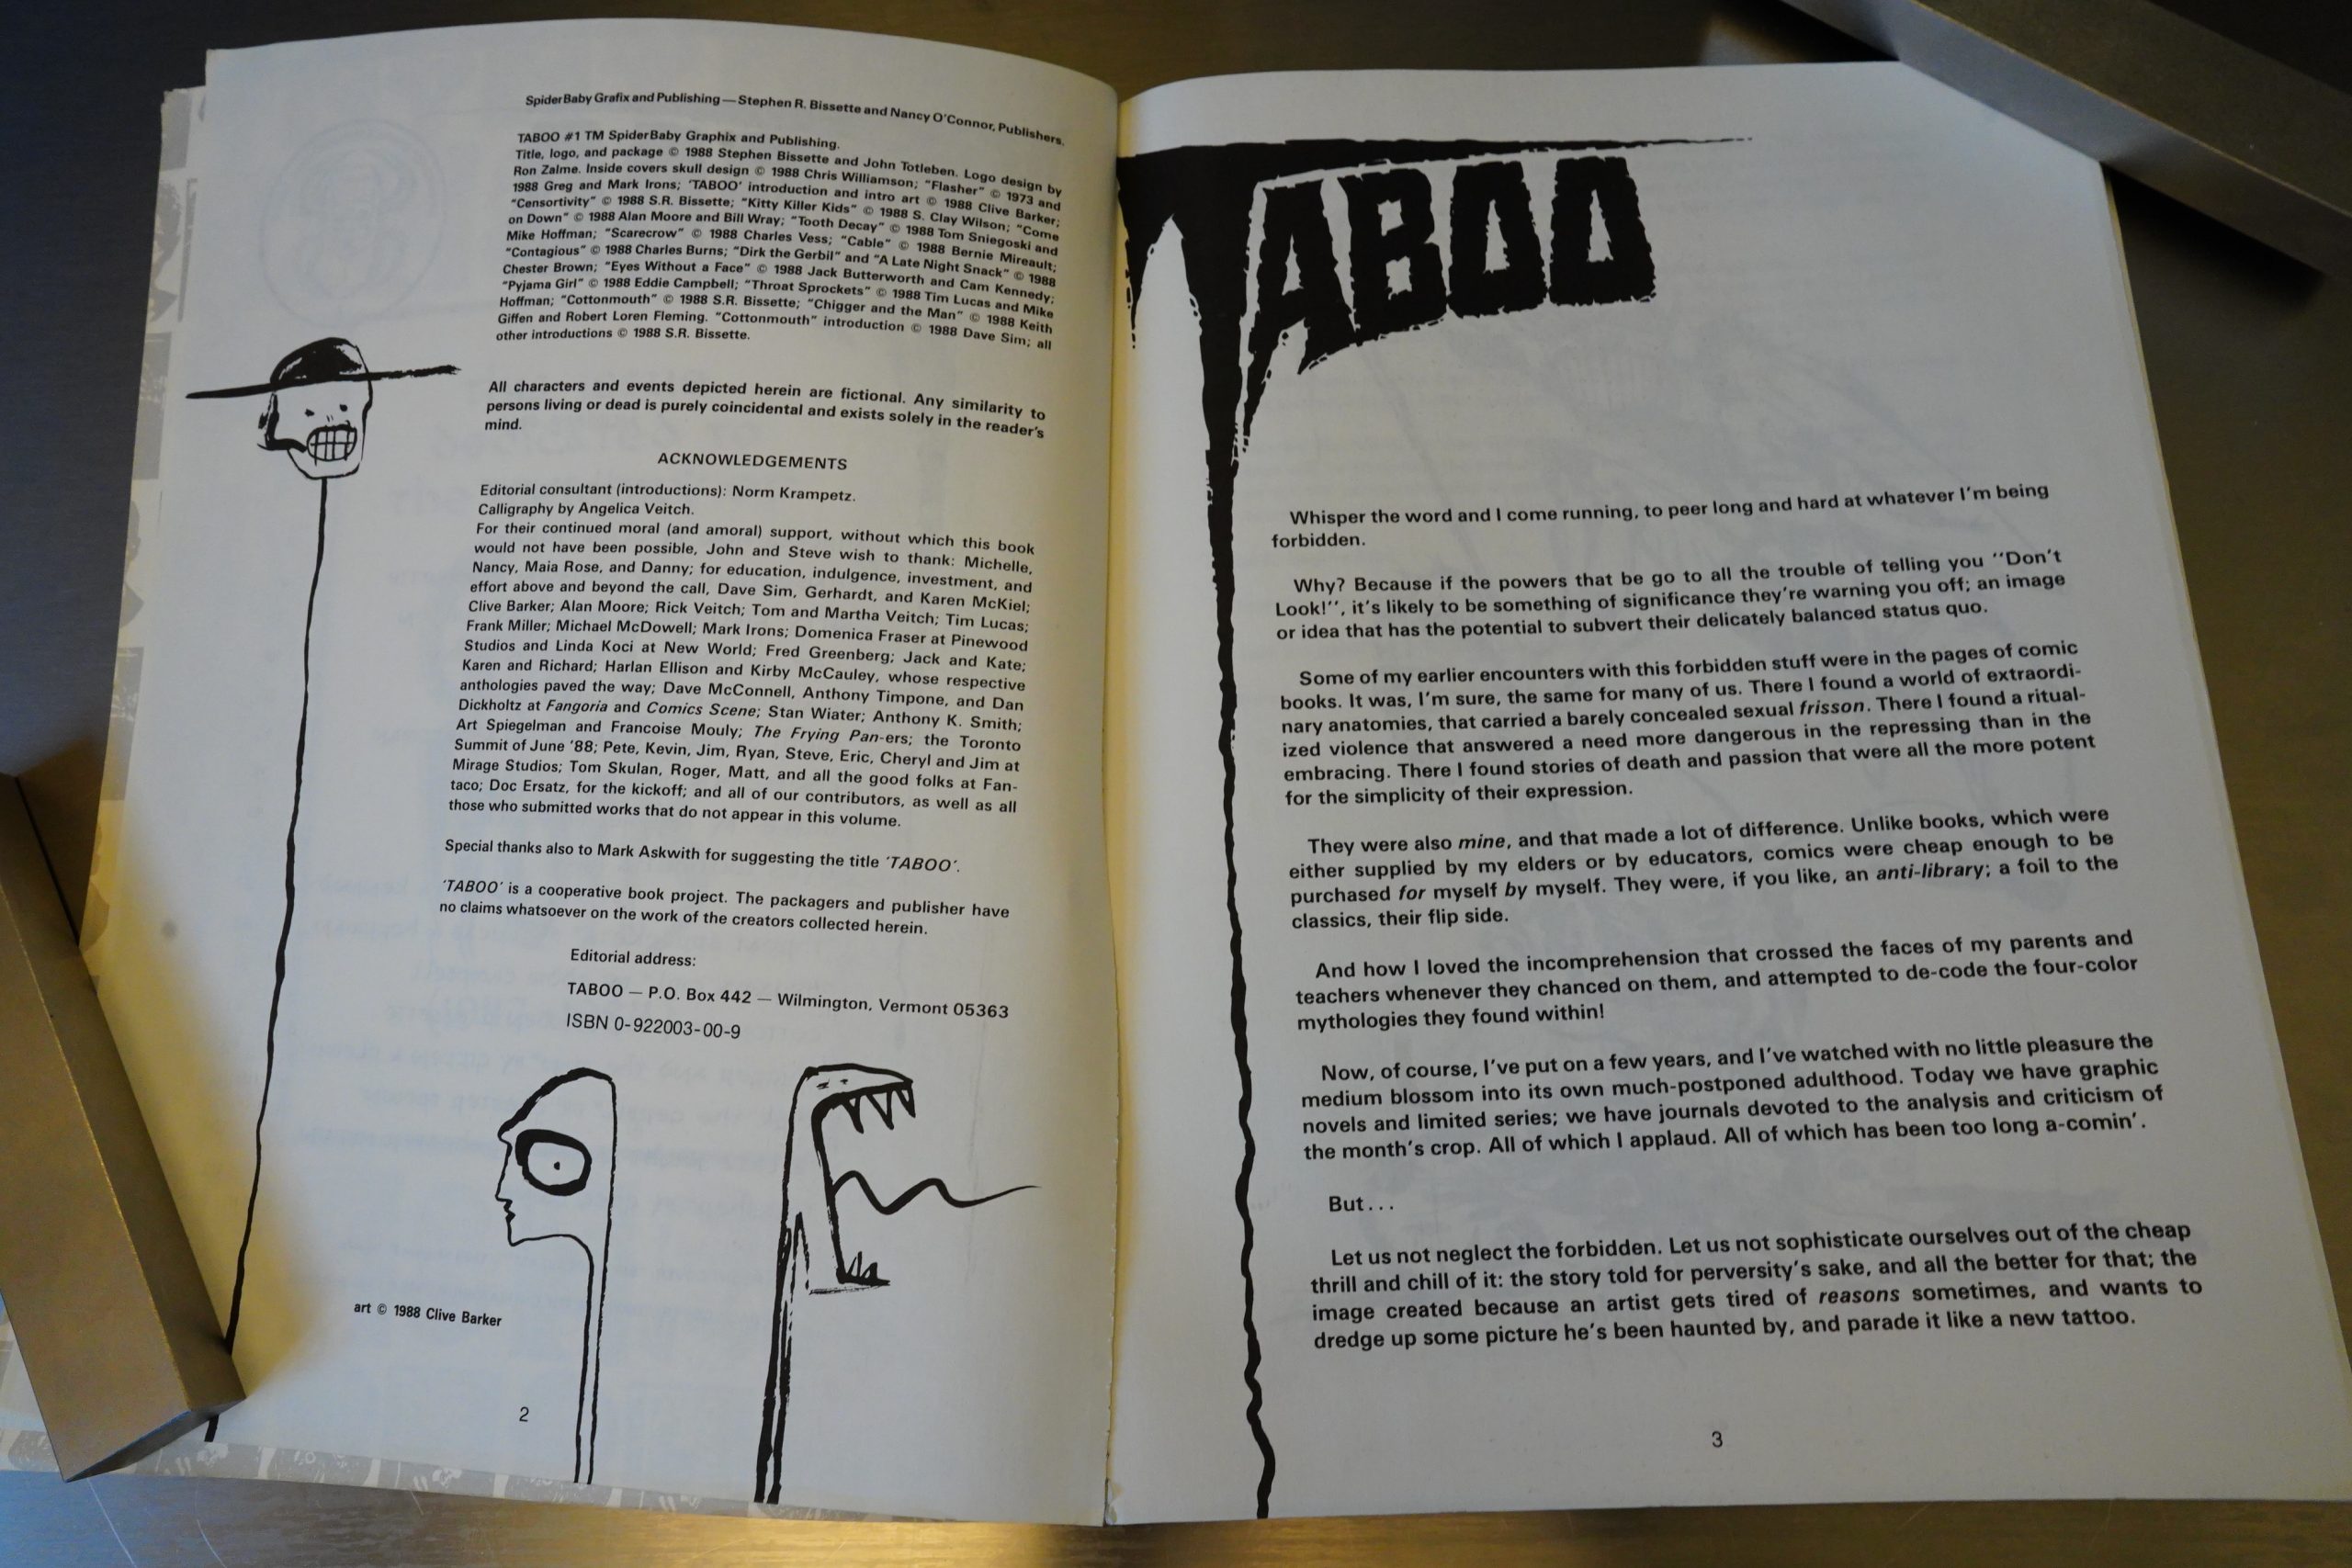 SpiderBaby Grafix and Publishing — Stephen R. Bissette and Nancy O'Connor, Publishers.
TABOO #1 TM SpiderBaby Graphix and Publishing.
Title, logo, and package © 1988 Stephen Bissette and John Totleben. Logo design by
Ron Zalme. Inside covers skull design © 1988 Chris Williamson; "Flasher" © 1973 and
1988 Greg and Mark Irons; 'TABOO' introduction and intro art © 1988 Clive Barker;
"Censortivity" © 1988 S.R. Bissette; "Kitty Killer Kids" © 1988 S. Clay Wilson; "Come
on Down" © 1988 Alan Moore and Bill Wray; "Tooth Decay" © 1988 Tom Sniegoski and
Mike Hoffman; "Scarecrow" © 1988 Charles Vess; "Cable" © 1988 Bernie Mireault;
"Contagious" © 1988 Charles Burns; "Dirk the Gerbil" and "A Late Night Snack" © 1988
Chester Brown; "Eyes Without a Face" © 1988 Jack Butterworth and Cam Kennedy;
"Pyjama Girl" © 1988 Eddie Campbell; "Throat Sprockets" © 1988 Tim Lucas and Mike
Hoffman; "Cottonmouth" © 1988 S.R. Bissette; "Chigger and the Man" © 1988 Keith
Giffen and Robert Loren Fleming. "Cottonmouth" introduction © 1988 Dave Sim; all
other introductions © 1988 S.R. Bissette.
All characters and events depicted herein are fictional. Any similarity to
persons living or dead is purely coincidental and exists solely in the reader's
mind.
ACKNOWLEDGEMENTS
Editorial consultant (introductions): Norm Krampetz.
Calligraphy by Angelica Veitch.
For their continued moral (and amoral) support, without which this book
would not have been possible, John and Steve wish to thank: Michelle,
Nancy, Maia Rose, and Danny; for education, indulgence, investment, and
effort above and beyond the call, Dave Sim, Gerhardt, and Karen McKiel;
Clive Barker; Alan Moore; Rick Veitch; Tom and Martha Veitch; Tim Lucas;
Frank Miller; Michael McDowell; Mark Irons; Domenica Fraser at Pinewood
Studios and Linda Koci at New World; Fred Greenberg; Jack and Kate;
Karen and Richard; Harlan Ellison and Kirby McCauley, whose respective
anthologies paved the way; Dave McConnell, Anthony Timpone, and Dan
Dickholtz at Fangoria and Comics Scene; Stan Wiater; Anthony K. Smith;
Art Spiegelman and Francoise Mouly; The Frying Pan-ers; the Toronto
Summit of June '88; Pete, Kevin, Jim, Ryan, Steve, Eric, Cheryl and Jim at
Mirage Studios; Tom Skulan, Roger, Matt, and all the good folks at Fan-
taco; Doc Ersatz, for the kickoff; and all of our contributors, as well as all
those who submitted works that do not appear in this volume.
Special thanks also to Mark Askwith for suggesting the title 'TABOO'.
'TABOO' is a cooperative book project. The packagers and publisher have
no claims whatsoever on the work of the creators collected herein.
Editorial address:
TABOO — P.O. Box 442 — Wilmington, Vermont 05363
ISBN 0-922003-00-9
art © 1988 Clive Barker
2
TABOO
Whisper the word and I come running, to peer long and hard at whatever I'm being
forbidden.
Why? Because if the powers that be go to all the trouble of telling you "Don't
Look!", it's likely to be something of significance they're warning you off; an image
or idea that has the potential to subvert their delicately balanced status quo.
Some of my earlier encounters with this forbidden stuff were in the pages of comic
books. It was, I'm sure, the same for many of us. There I found a world of extraordi-
nary anatomies, that carried a barely concealed sexual frisson. There I found a ritual-
ized violence that answered a need more dangerous in the repressing than in the
embracing. There I found stories of death and passion that were all the more potent
for the simplicity of their expression.
They were also mine, and that made a lot of difference. Unlike books, which were
either supplied by my elders or by educators, comics were cheap enough to be
purchased for myself by myself. They were, if you like, an anti-library; a foil to the
classics, their flip side.
And how I loved the incomprehension that crossed the faces of my parents and
teachers whenever they chanced on them, and attempted to de-code the four-color
mythologies they found within!
Now, of course, I've put on a few years, and I've watched with no little pleasure the
medium blossom into its own much-postponed adulthood. Today we have graphic
novels and limited series; we have journals devoted to the analysis and criticism of
the month's crop. All of which I applaud. All of which has been too long a-comin'.
But...
Let us not neglect the forbidden. Let us not sophisticate ourselves out of the cheap
thrill and chill of it: the story told for perversity's sake, and all the better for that; the
image created because an artist gets tired of reasons sometimes, and wants to
dredge up some picture he's been haunted by, and parade it like a new tattoo.
3